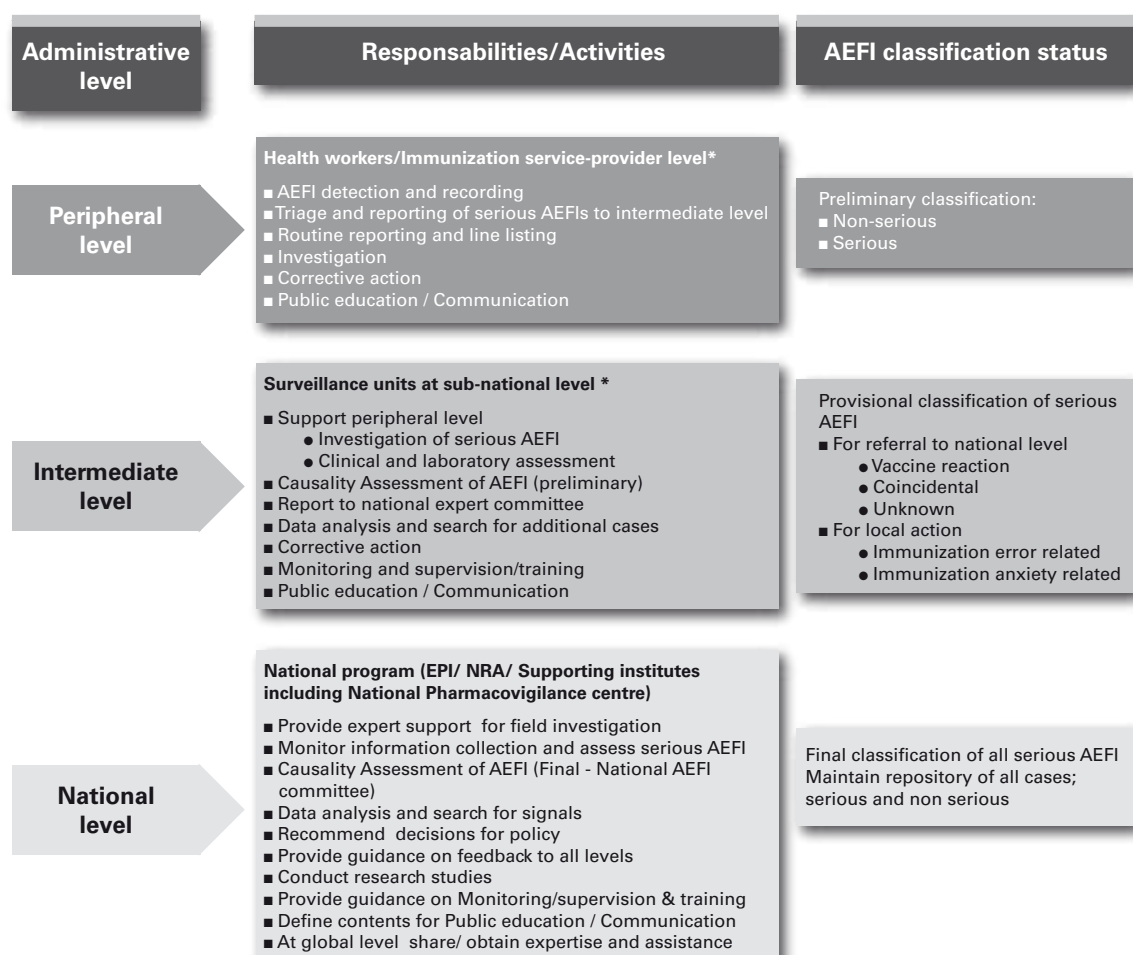 Administrative
level
Responsabilities/Activities
AEFI classification status
Peripheral
level
Health workers/Immunization service-provider level*
■ AEFI detection and recording
■ Triage and reporting of serious AEFIs to intermediate level
■ Routine reporting and line listing
■ Investigation
■ Corrective action
■ Public education / Communication
Preliminary classification:
■ Non-serious
■ Serious
Intermediate
level
Surveillance units at sub-national level *
■ Support peripheral level
● Investigation of serious AEFI
● Clinical and laboratory assessment
■ Causality Assessment of AEFI (preliminary)
■ Report to national expert committee
■ Data analysis and search for additional cases
■ Corrective action
■ Monitoring and supervision/training
■ Public education / Communication
Provisional classification of serious
AEFI
■ For referral to national level
● Vaccine reaction
● Coincidental
● Unknown
■ For local action
● Immunization error related
● Immunization anxiety related
National
level
National program (EPI/ NRA/ Supporting institutes
including National Pharmacovigilance centre)
■ Provide expert support for field investigation
■ Monitor information collection and assess serious AEFI
■ Causality Assessment of AEFI (Final - National AEFI
committee)
■ Data analysis and search for signals
■ Recommend decisions for policy
■ Provide guidance on feedback to all levels
■ Conduct research studies
■ Provide guidance on Monitoring/supervision & training
■ Define contents for Public education / Communication
■ At global level share/ obtain expertise and assistance
Final classification of all serious AEFI
Maintain repository of all cases;
serious and non serious